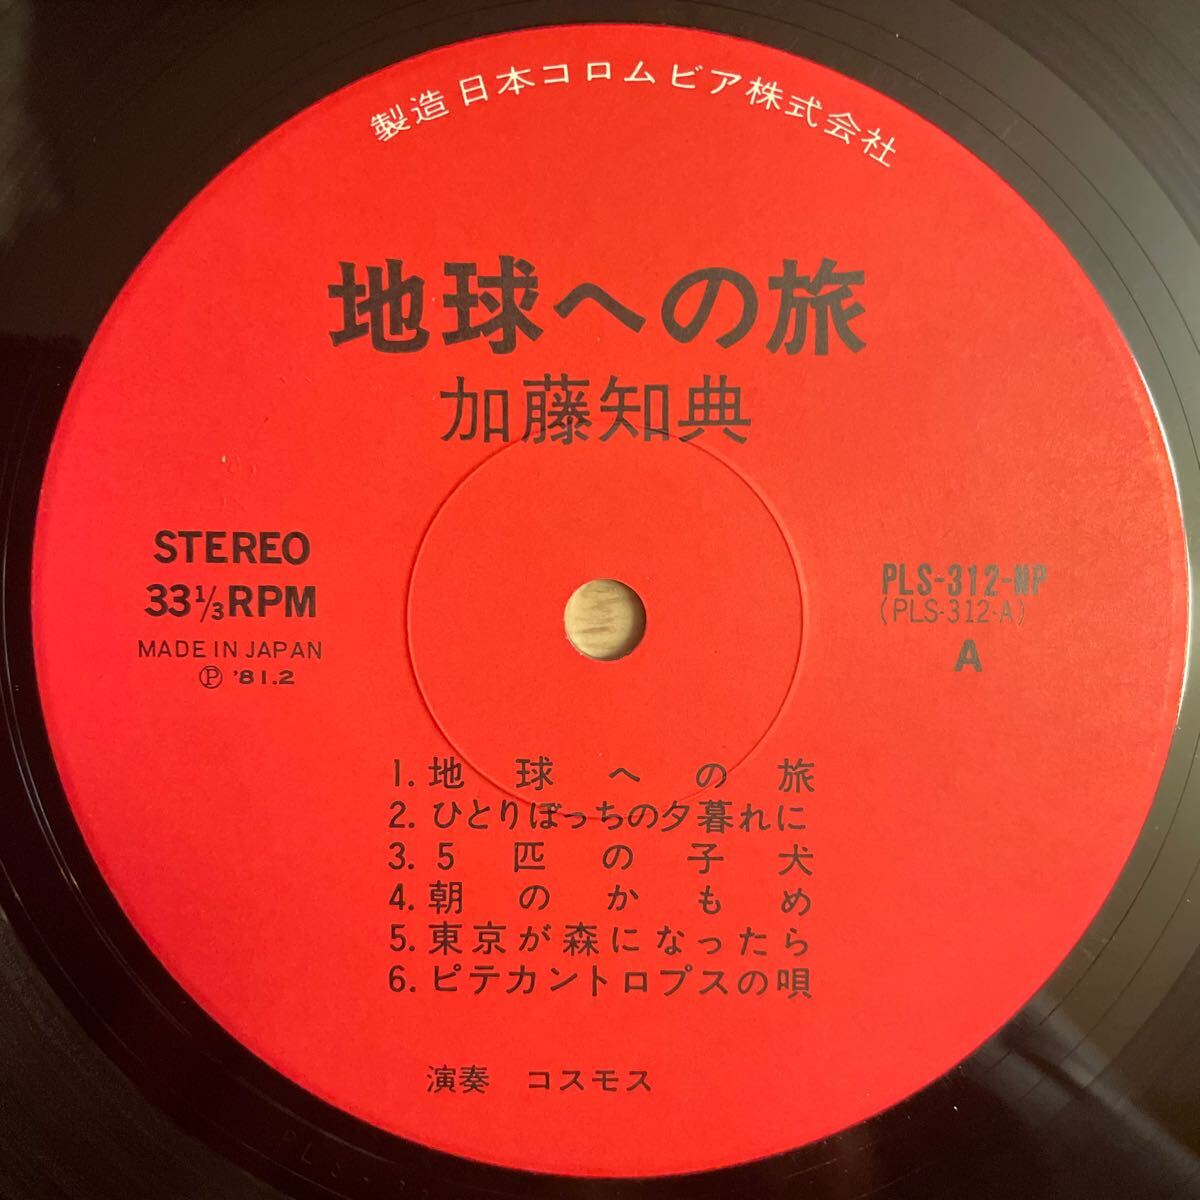 製造 日本コロムビア株式会社
地球への旅
加藤知典
STEREO
33 1/3 RPM
MADE IN JAPAN
Ⓟ '81.2
PLS-312-NP
(PLS-312-A)
A
1. 地球への旅
2. ひとりぼっちの夕暮れに
3. 5匹の子犬
4. 朝のかもめ
5. 東京が森になったら
6. ピテカントロプスの唄
演奏 コスモス